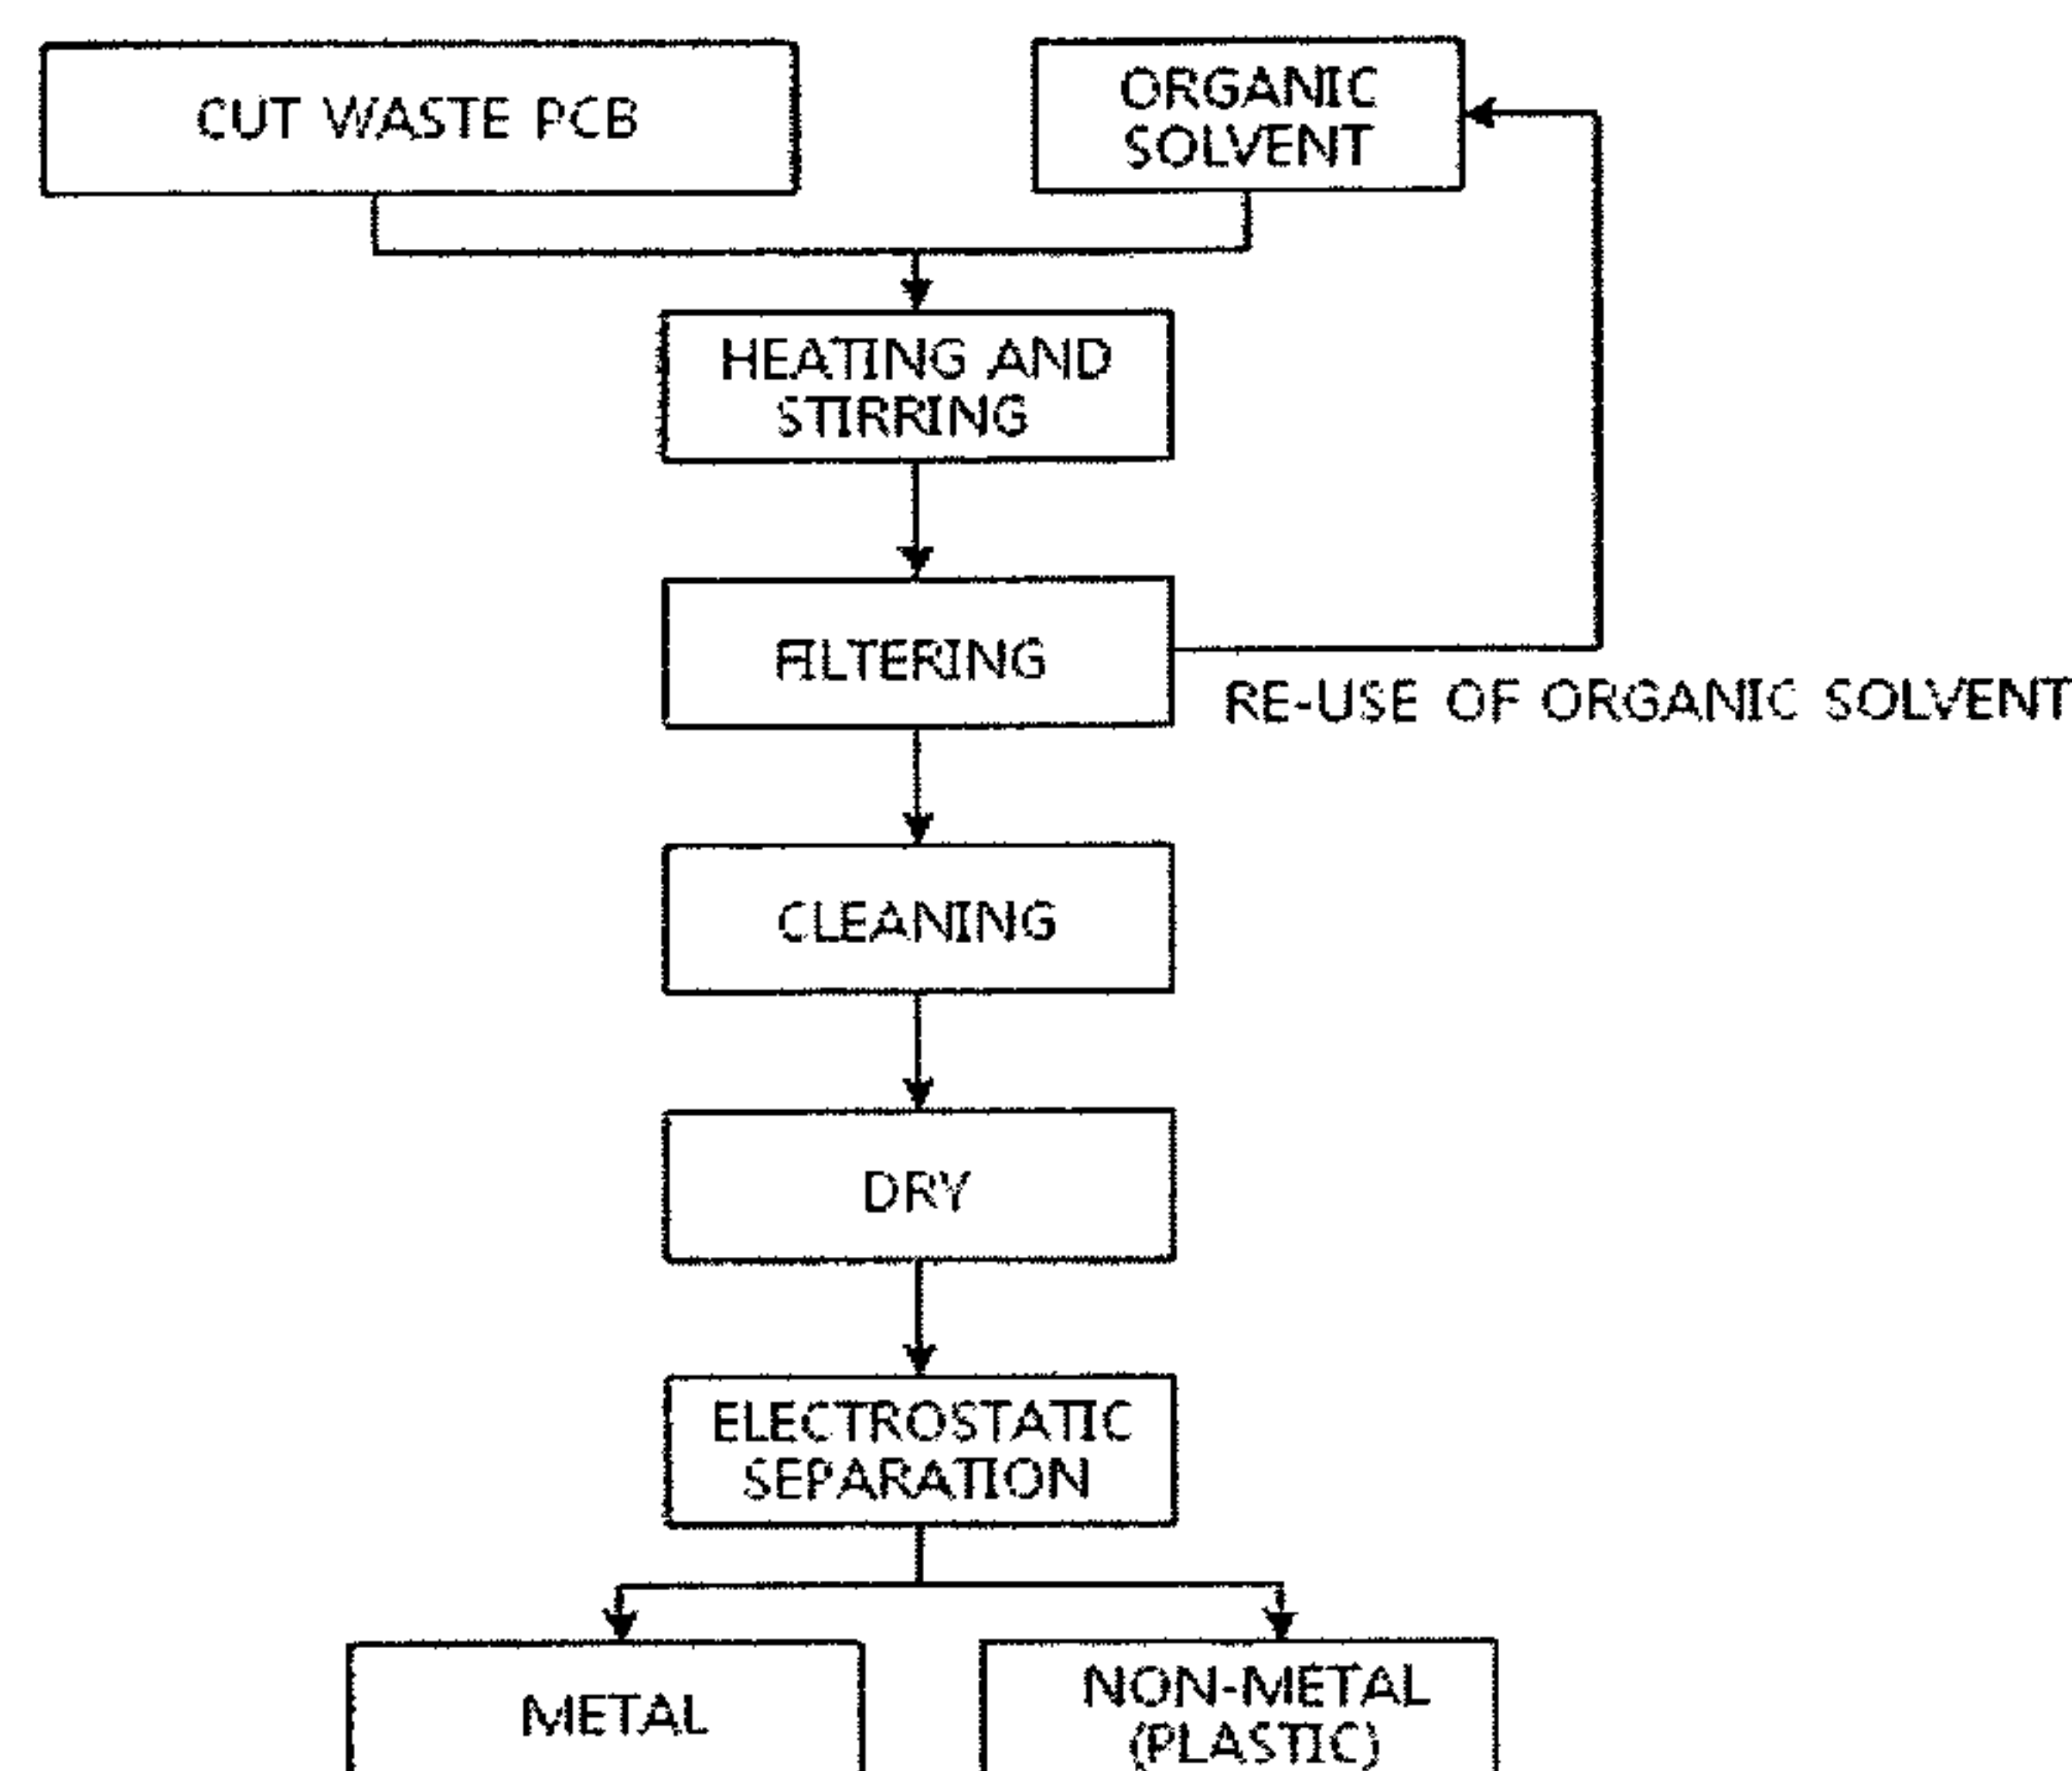 CUT WASTE PCB
ORGANIC
SOLVENT
HEATING AND
STIRRING
FILTERING
RE-USE OF ORGANIC SOLVENT
CLEANING
DRY
ELECTROSTATIC
SEPARATION
METAL
NON-METAL
(PLASTIC)